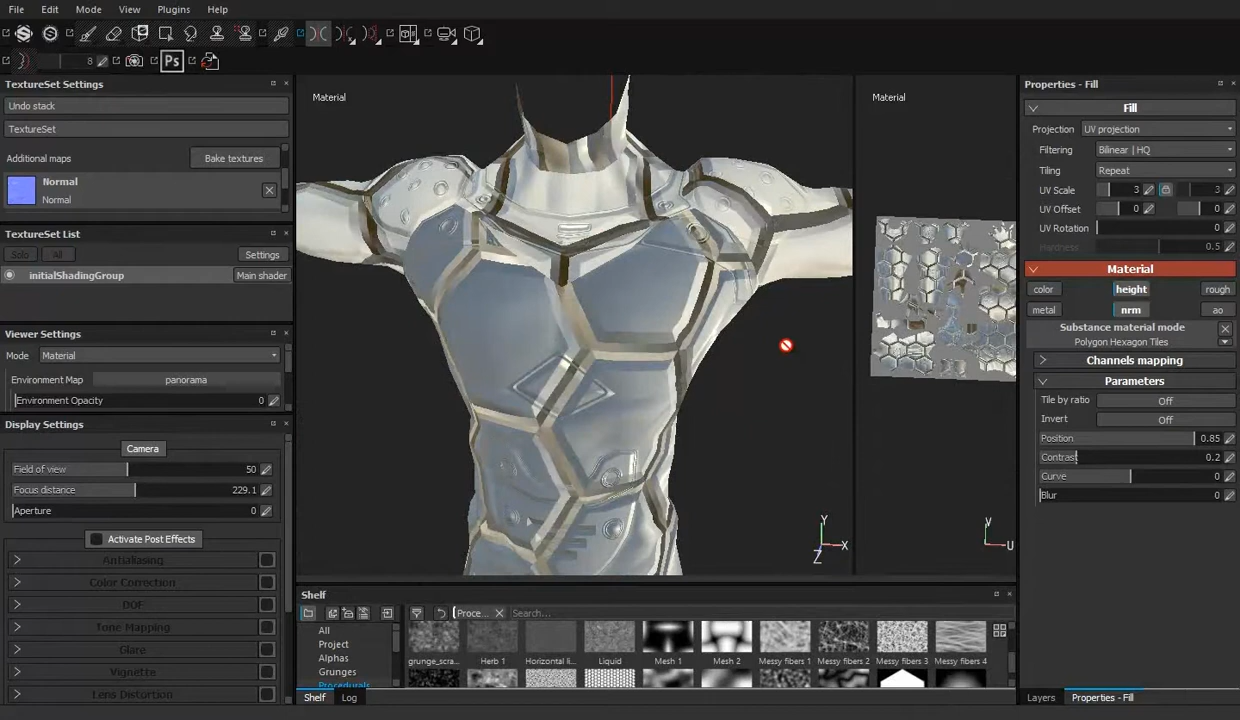 File Edit Mode View Plugins Help
8 Ps
TextureSet Settings
Undo stack
TextureSet
Additional maps Bake textures
Normal
Normal
TextureSet List
Solo All Settings
initialShadingGroup Main shader
Viewer Settings
Mode Material
Environment Map panorama
Environment Opacity 0
Display Settings
Camera
Field of view 50
Focus distance 229.1
Aperture 0
Activate Post Effects
Antialiasing
Color Correction
DOF
Tone Mapping
Glare
Vignette
Lens Distortion
Material
Y
X
Z
Material
V
U
Shelf
Proce... Search...
All
Project
Alphas
Grunges
Procedurals
grunge_scra... Herb 1 Horizontal li... Liquid Mesh 1 Mesh 2 Messy fibers 1 Messy fibers 2 Messy fibers 3 Messy fibers 4
Shelf Log
Properties - Fill
Fill
Projection UV projection
Filtering Bilinear | HQ
Tiling Repeat
UV Scale 3 3
UV Offset 0 0
UV Rotation 0
Hardness 0.5
Material
color height rough
metal nrm ao
Substance material mode
Polygon Hexagon Tiles
Channels mapping
Parameters
Tile by ratio Off
Invert Off
Position 0.85
Contrast 0.2
Curve 0
Blur 0
Layers Properties - Fill